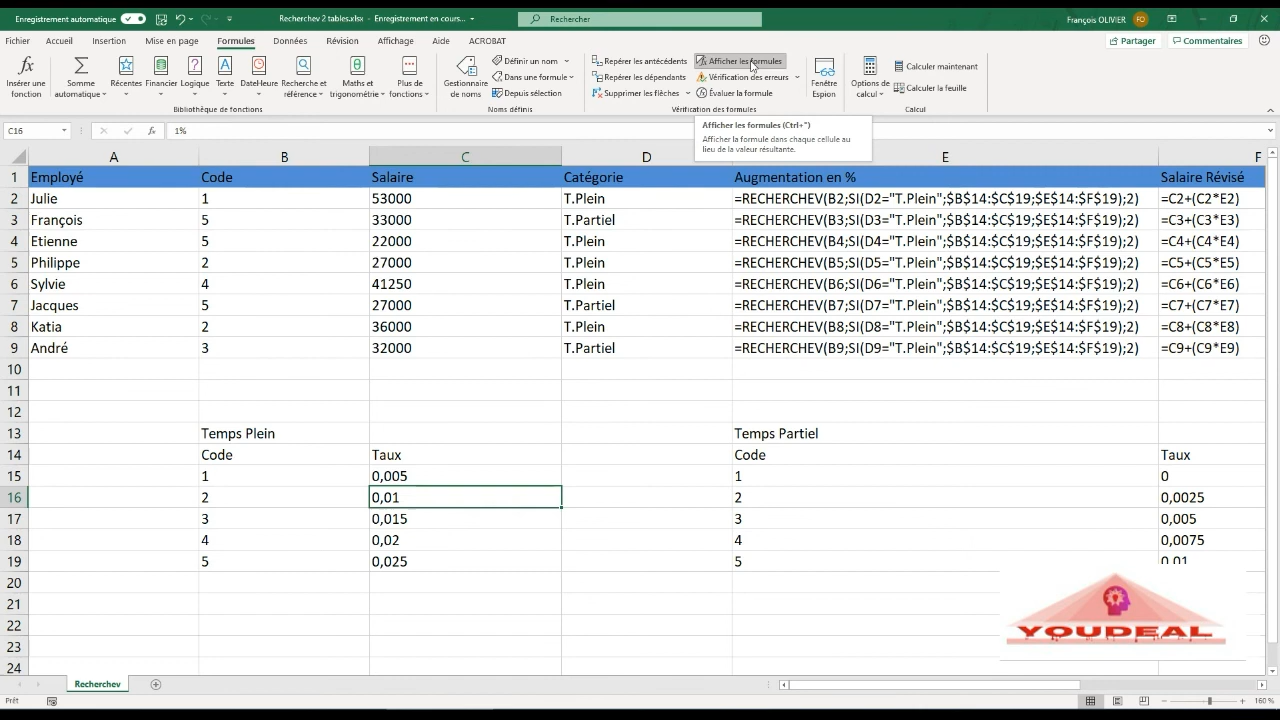 Enregistrement automatique
Recherchev 2 tables.xlsx - Enregistrement en cours...
Rechercher
François OLIVIER FO
Fichier Accueil Insertion Mise en page Formules Données Révision Affichage Aide ACROBAT
Partager Commentaires
Insérer une fonction
Somme automatique
Récentes
Financier
Logique
Texte
DateHeure
Recherche et référence
Maths et trigonométrie
Plus de fonctions
Bibliothèque de fonctions
Gestionnaire de noms
Définir un nom
Dans une formule
Depuis sélection
Noms définis
Repérer les antécédents
Repérer les dépendants
Supprimer les flèches
Afficher les formules
Vérification des erreurs
Évaluer la formule
Vérification des formules
Fenêtre Espion
Options de calcul
Calculer maintenant
Calculer la feuille
Calcul
C16 fx 1%
Afficher les formules (Ctrl+")
Afficher la formule dans chaque cellule au
lieu de la valeur résultante.
A B C D E F
1 Employé Code Salaire Catégorie Augmentation en % Salaire Révisé
2 Julie 1 53000 T.Plein =RECHERCHEV(B2;SI(D2="T.Plein";$B$14:$C$19;$E$14:$F$19);2) =C2+(C2*E2)
3 François 5 33000 T.Partiel =RECHERCHEV(B3;SI(D3="T.Plein";$B$14:$C$19;$E$14:$F$19);2) =C3+(C3*E3)
4 Etienne 5 22000 T.Plein =RECHERCHEV(B4;SI(D4="T.Plein";$B$14:$C$19;$E$14:$F$19);2) =C4+(C4*E4)
5 Philippe 2 27000 T.Plein =RECHERCHEV(B5;SI(D5="T.Plein";$B$14:$C$19;$E$14:$F$19);2) =C5+(C5*E5)
6 Sylvie 4 41250 T.Plein =RECHERCHEV(B6;SI(D6="T.Plein";$B$14:$C$19;$E$14:$F$19);2) =C6+(C6*E6)
7 Jacques 5 27000 T.Partiel =RECHERCHEV(B7;SI(D7="T.Plein";$B$14:$C$19;$E$14:$F$19);2) =C7+(C7*E7)
8 Katia 2 36000 T.Plein =RECHERCHEV(B8;SI(D8="T.Plein";$B$14:$C$19;$E$14:$F$19);2) =C8+(C8*E8)
9 André 3 32000 T.Partiel =RECHERCHEV(B9;SI(D9="T.Plein";$B$14:$C$19;$E$14:$F$19);2) =C9+(C9*E9)
10
11
12
13 Temps Plein Temps Partiel
14 Code Taux Code Taux
15 1 0,005 1 0
16 2 0,01 2 0,0025
17 3 0,015 3 0,005
18 4 0,02 4 0,0075
19 5 0,025 5 0,01
20
21
22
23
24
YOUDEAL
Recherchev
Prêt
160 %